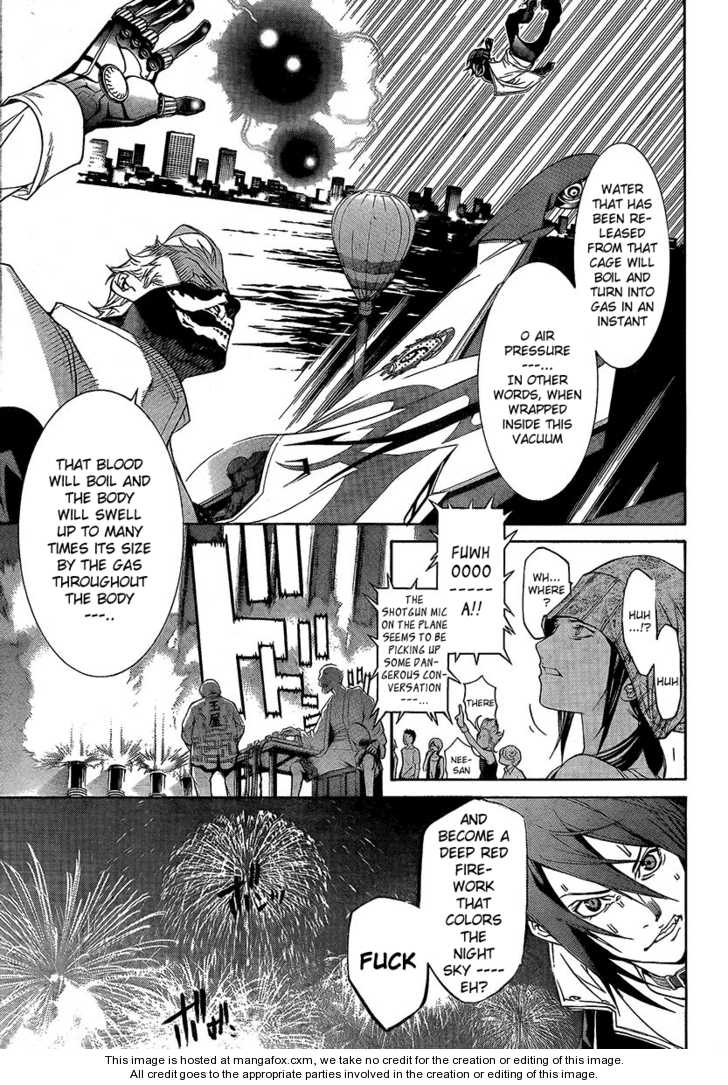 WATER
THAT HAS
BEEN RE-
LEASED
FROM THAT
CAGE WILL
BOIL AND
TURN INTO
GAS IN AN
INSTANT
0 AIR
PRESSURE
---...
IN OTHER
WORDS, WHEN
WRAPPED
INSIDE THIS
VACUUM
THAT BLOOD
WILL BOIL AND
THE BODY
WILL SWELL
UP TO MANY
TIMES ITS SIZE
BY THE GAS
THROUGHOUT
THE BODY
---..
HUH
...!?
HUH
WH...
WHERE
?
FUWH
OOOO
-----
A!!
THE
SHOTGUN MIC
ON THE PLANE
SEEMS TO BE
PICKING UP
SOME DAN-
GEROUS CON-
VERSATION
---...
THERE
NEE-
SAN
玉屋
AND
BECOME A
DEEP RED
FIRE-
WORK
THAT
COLORS
THE
NIGHT
SKY ----
EH?
FUCK
This image is hosted at mangafox.cxm, we take no credit for the creation or editing of this image.
All credit goes to the appropriate parties involved in the creation or editing of this image.